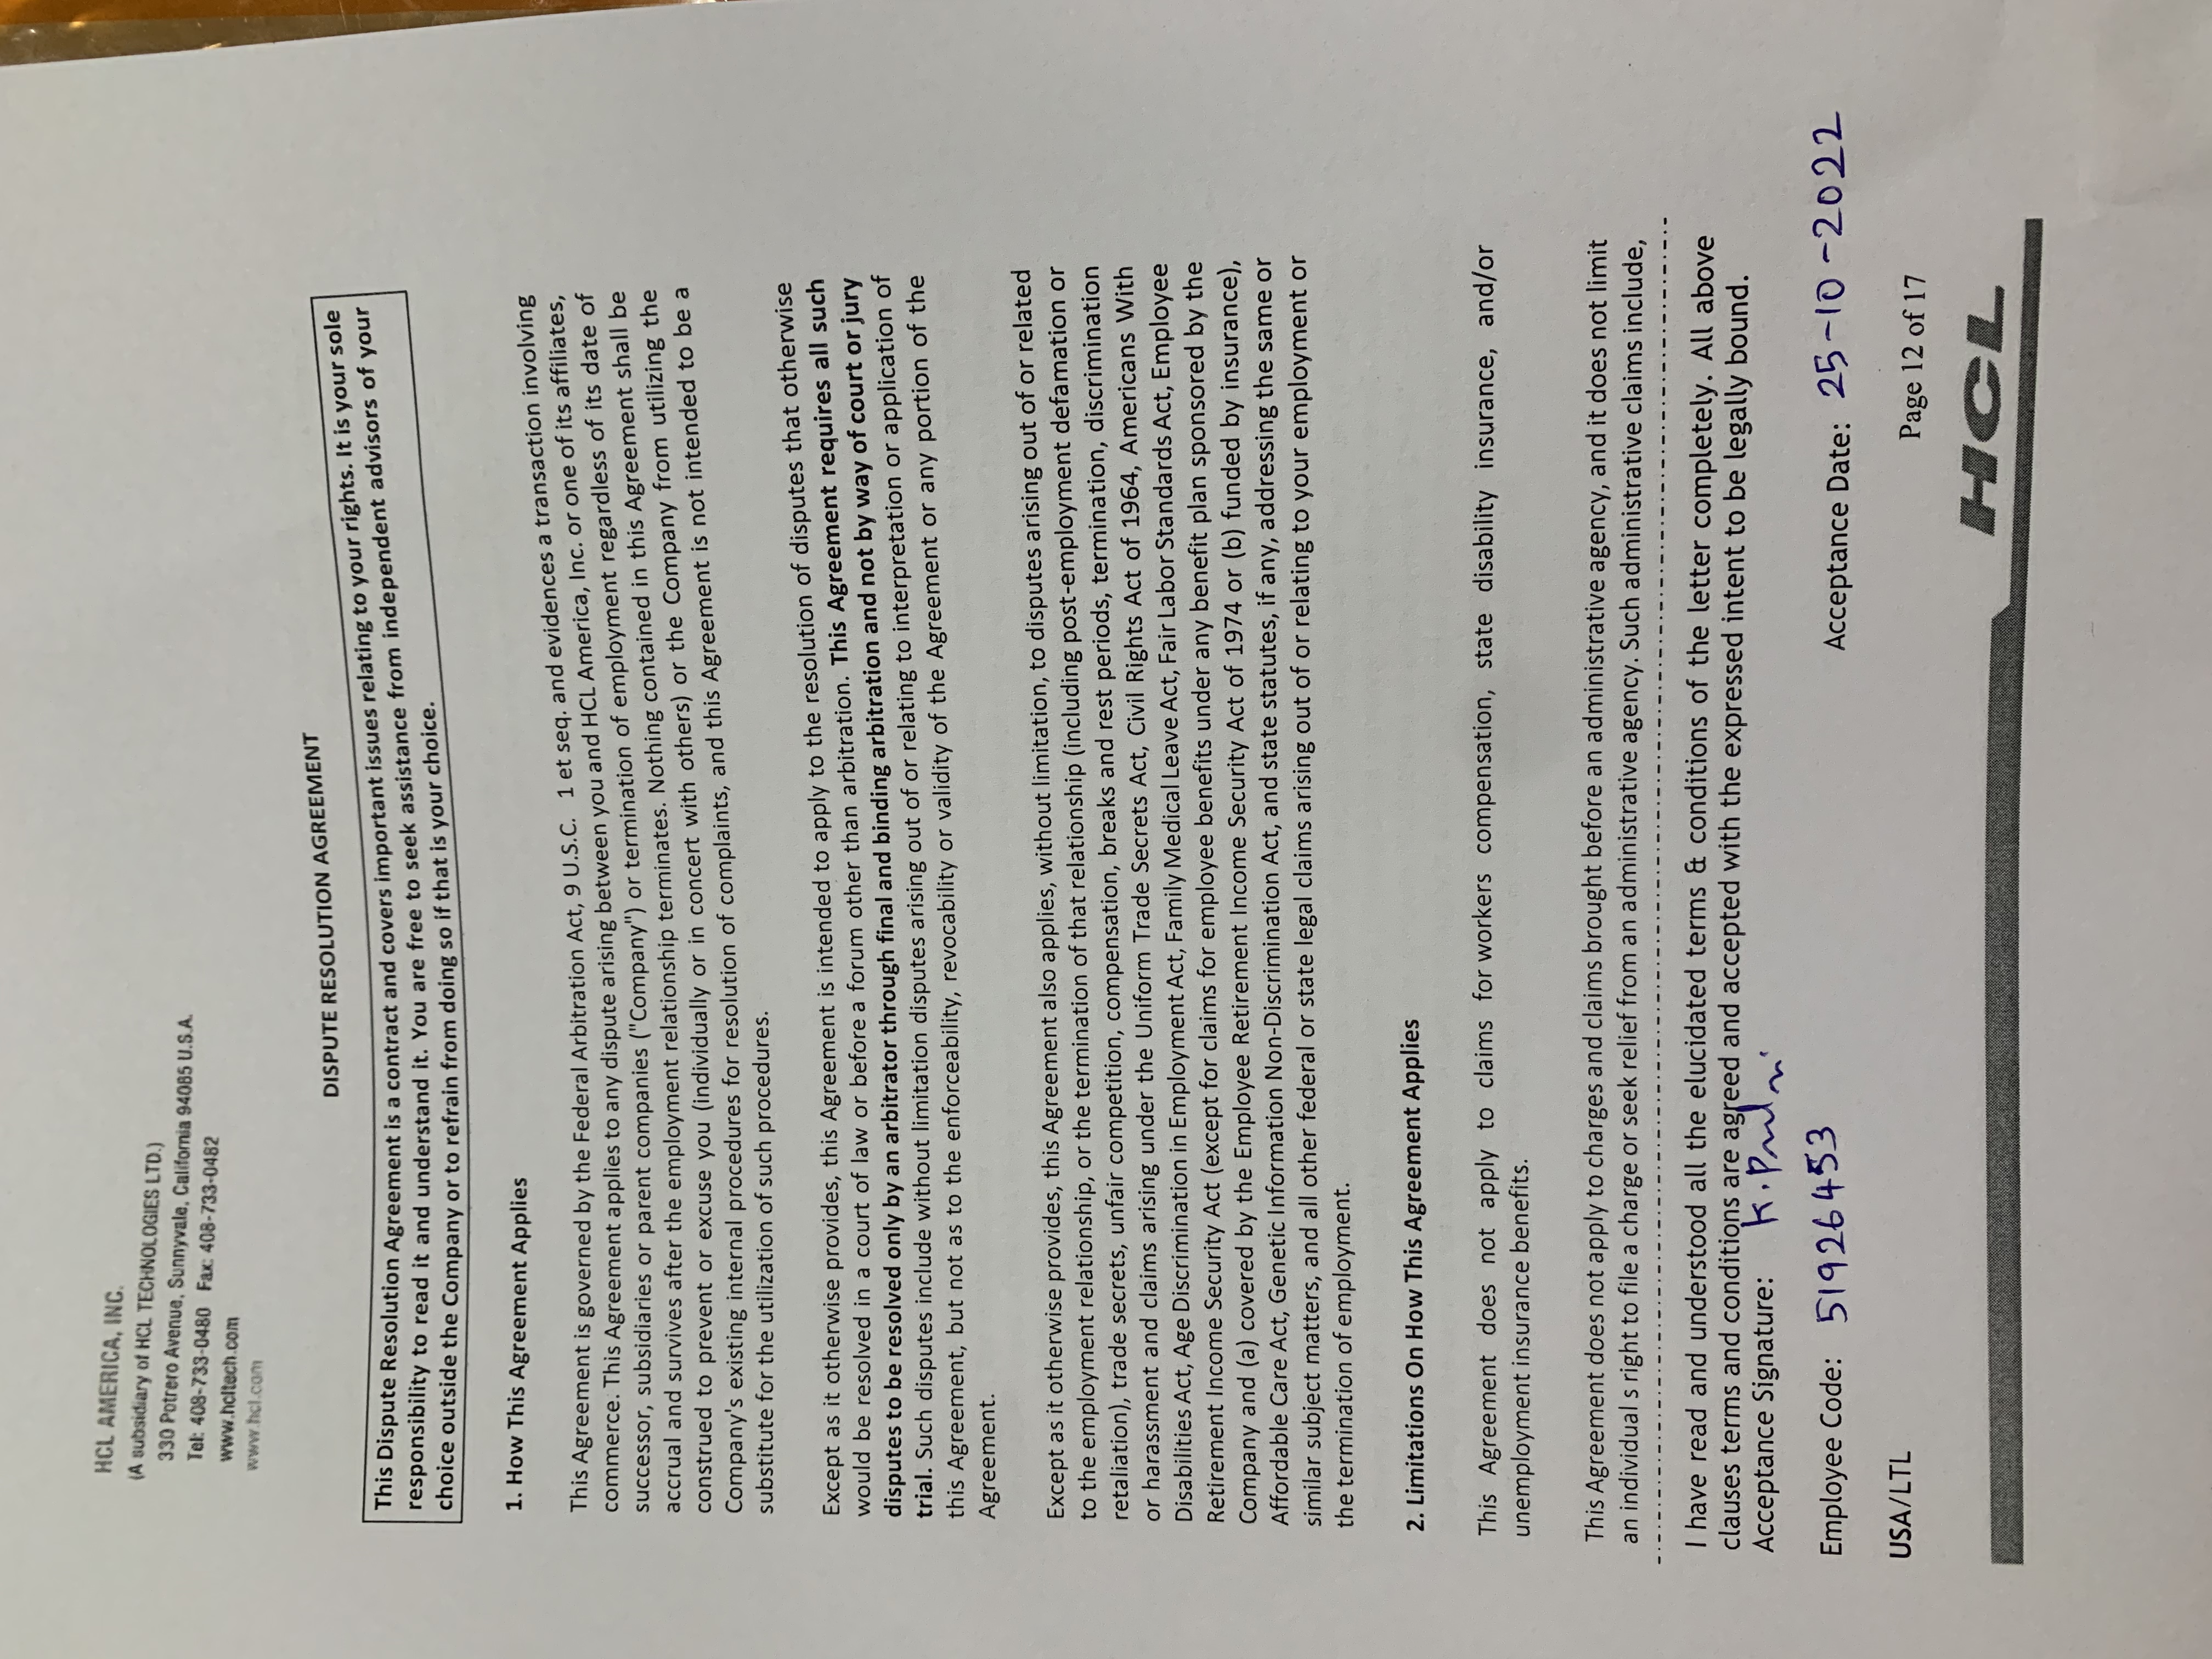 HCL AMERICA, INC.
(A subsidiary of HCL TECHNOLOGIES LTD.)
330 Potrero Avenue, Sunnyvale, California 94085 U.S.A.
Tel: 408-733-0480 Fax: 408-733-0482
www.hcltech.com
www.hcl.com
DISPUTE RESOLUTION AGREEMENT
This Dispute Resolution Agreement is a contract and covers important issues relating to your rights. It is your sole
responsibility to read it and understand it. You are free to seek assistance from independent advisors of your
choice outside the Company or to refrain from doing so if that is your choice.
1. How This Agreement Applies
This Agreement is governed by the Federal Arbitration Act, 9 U.S.C. 1 et seq. and evidences a transaction involving
commerce. This Agreement applies to any dispute arising between you and HCL America, Inc. or one of its affiliates,
successor, subsidiaries or parent companies ("Company") or termination of employment regardless of its date of
accrual and survives after the employment relationship terminates. Nothing contained in this Agreement shall be
construed to prevent or excuse you (individually or in concert with others) or the Company from utilizing the
Company's existing internal procedures for resolution of complaints, and this Agreement is not intended to be a
substitute for the utilization of such procedures.
Except as it otherwise provides, this Agreement is intended to apply to the resolution of disputes that otherwise
would be resolved in a court of law or before a forum other than arbitration. This Agreement requires all such
disputes to be resolved only by an arbitrator through final and binding arbitration and not by way of court or jury
trial. Such disputes include without limitation disputes arising out of or relating to interpretation or application of
this Agreement, but not as to the enforceability, revocability or validity of the Agreement or any portion of the
Agreement.
Except as it otherwise provides, this Agreement also applies, without limitation, to disputes arising out of or related
to the employment relationship, or the termination of that relationship (including post-employment defamation or
retaliation), trade secrets, unfair competition, compensation, breaks and rest periods, termination, discrimination
or harassment and claims arising under the Uniform Trade Secrets Act, Civil Rights Act of 1964, Americans With
Disabilities Act, Age Discrimination in Employment Act, Family Medical Leave Act, Fair Labor Standards Act, Employee
Retirement Income Security Act (except for claims for employee benefits under any benefit plan sponsored by the
Company and (a) covered by the Employee Retirement Income Security Act of 1974 or (b) funded by insurance),
Affordable Care Act, Genetic Information Non-Discrimination Act, and state statutes, if any, addressing the same or
similar subject matters, and all other federal or state legal claims arising out of or relating to your employment or
the termination of employment.
2. Limitations On How This Agreement Applies
This Agreement does not apply to claims for workers compensation, state disability insurance, and/or
unemployment insurance benefits.
This Agreement does not apply to charges and claims brought before an administrative agency, and it does not limit
an individual s right to file a charge or seek relief from an administrative agency. Such administrative claims include,
I have read and understood all the elucidated terms & conditions of the letter completely. All above
clauses terms and conditions are agreed and accepted with the expressed intent to be legally bound.
Acceptance Signature: K.
Employee Code: 51926453
Acceptance Date: 25-10-2022
USA/LTL
Page 12 of 17
HCL